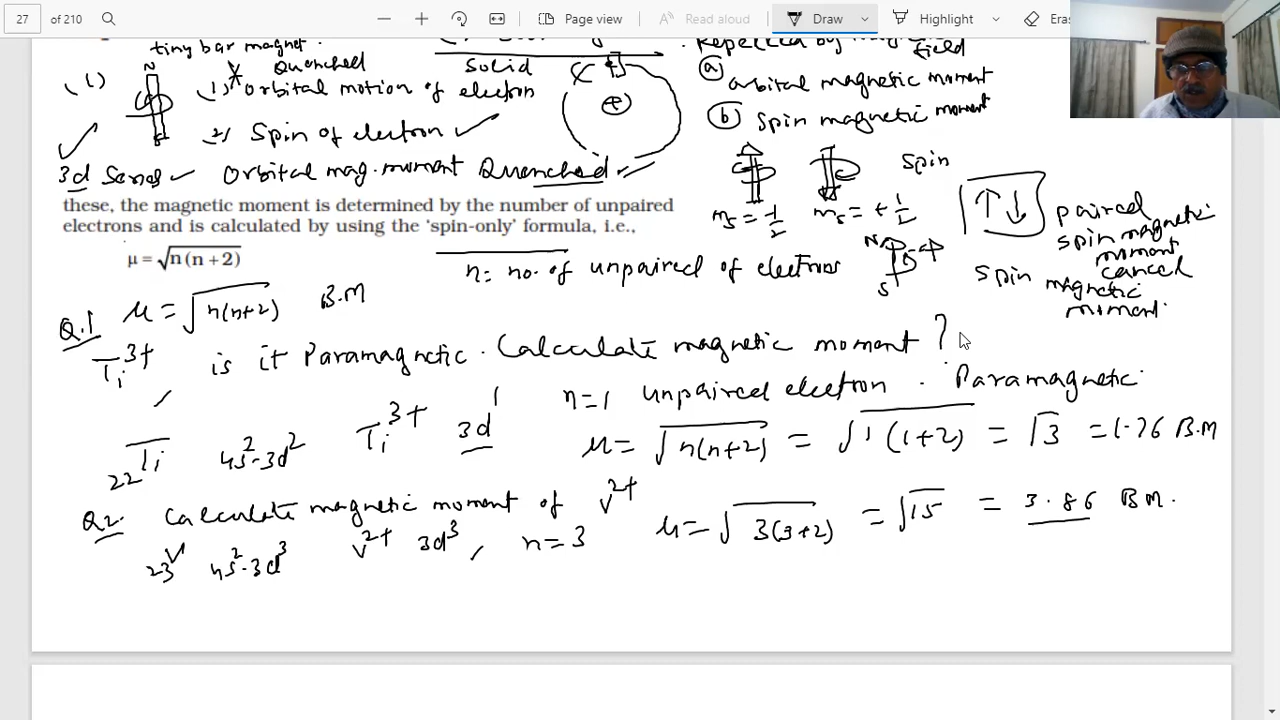 27 of 210
Page view
Read aloud
Draw
Highlight
Eras
tiny bar magnet.
Quenched
Solid
field
(1)
N
(1) orbital motion of electron
(a) orbital magnetic moment
(2) Spin of electron
(b) Spin magnetic moment
3d Series orbital mag. moment Quenched
Spin
ms = -1/2
ms = +1/2
↑↓ paired
spin magnetic
moment
cancel
these, the magnetic moment is determined by the number of unpaired
electrons and is calculated by using the 'spin-only' formula, i.e.,
μ = √n(n + 2)
n = no. of unpaired of electrons
N
S
spin magnetic
moment
Q.1 μ = √n(n+2) B.M
Ti3+ is it Paramagnetic. Calculate magnetic moment ?
22Ti 4s2.3d2 Ti3+ 3d1 n=1 unpaired electron. Paramagnetic
μ = √n(n+2) = √1(1+2) = √3 = 1.76 B.M
Q2. Calculate magnetic moment of V2+
23V 4s2.3d3 V2+ 3d3, n=3 μ = √3(3+2) = √15 = 3.86 B.M.